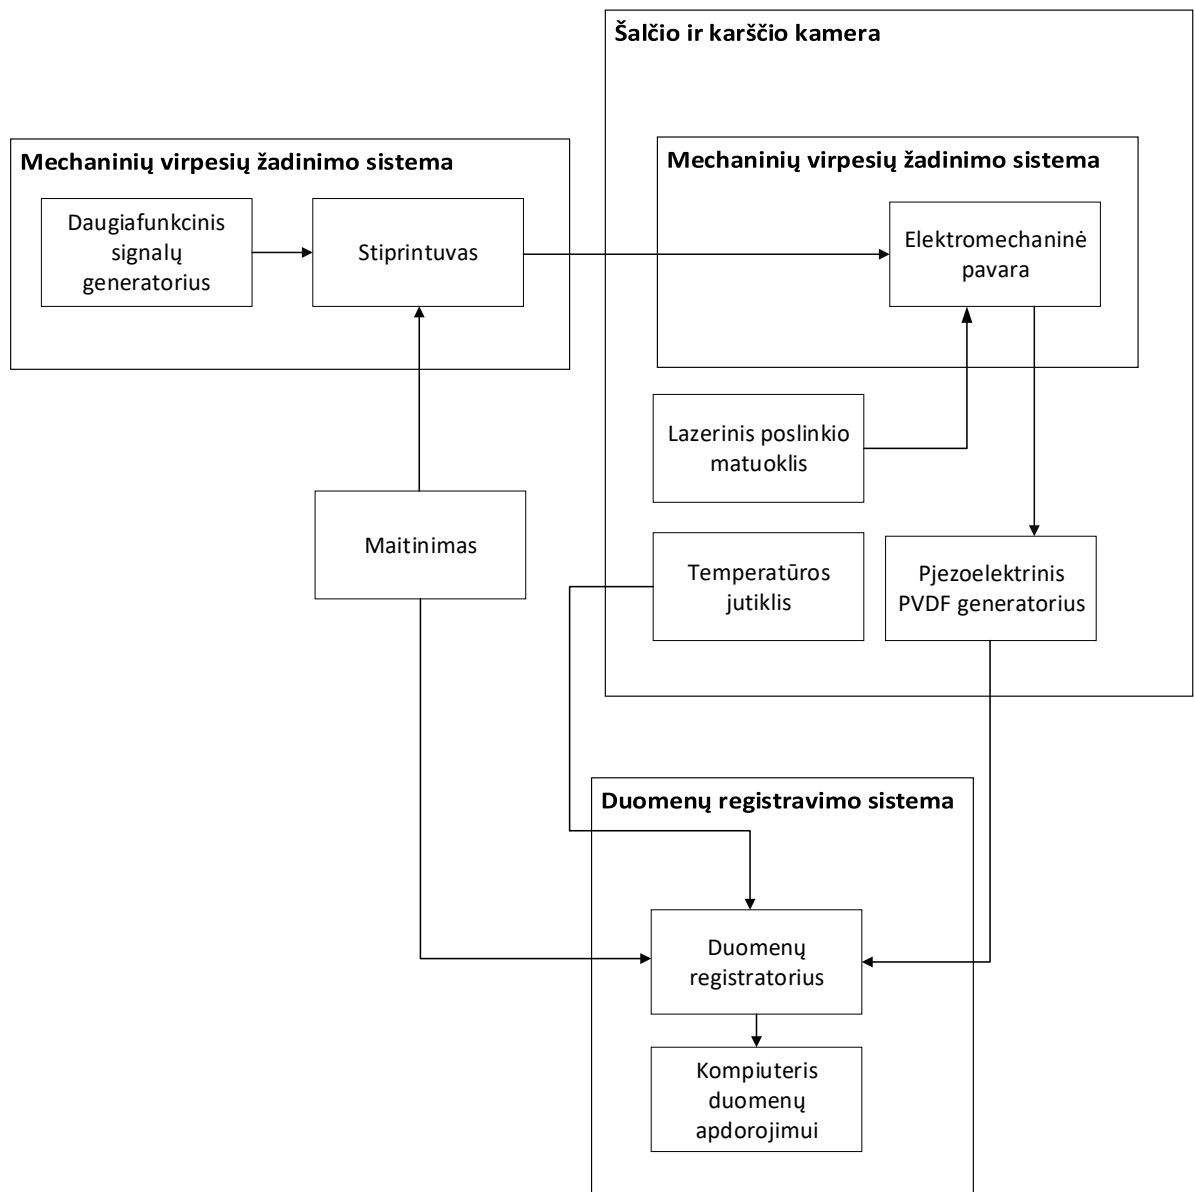 Šalčio ir karščio kamera
Mechaninių virpesių žadinimo sistema
Daugiafunkcinis
signalų
generatorius
Stiprintuvas
Mechaninių virpesių žadinimo sistema
Elektromechaninė
pavara
Lazerinis poslinkio
matuoklis
Maitinimas
Temperatūros
jutiklis
Pjezoelektrinis
PVDF generatorius
Duomenų registravimo sistema
Duomenų
registratorius
Kompiuteris
duomenų
apdorojimui